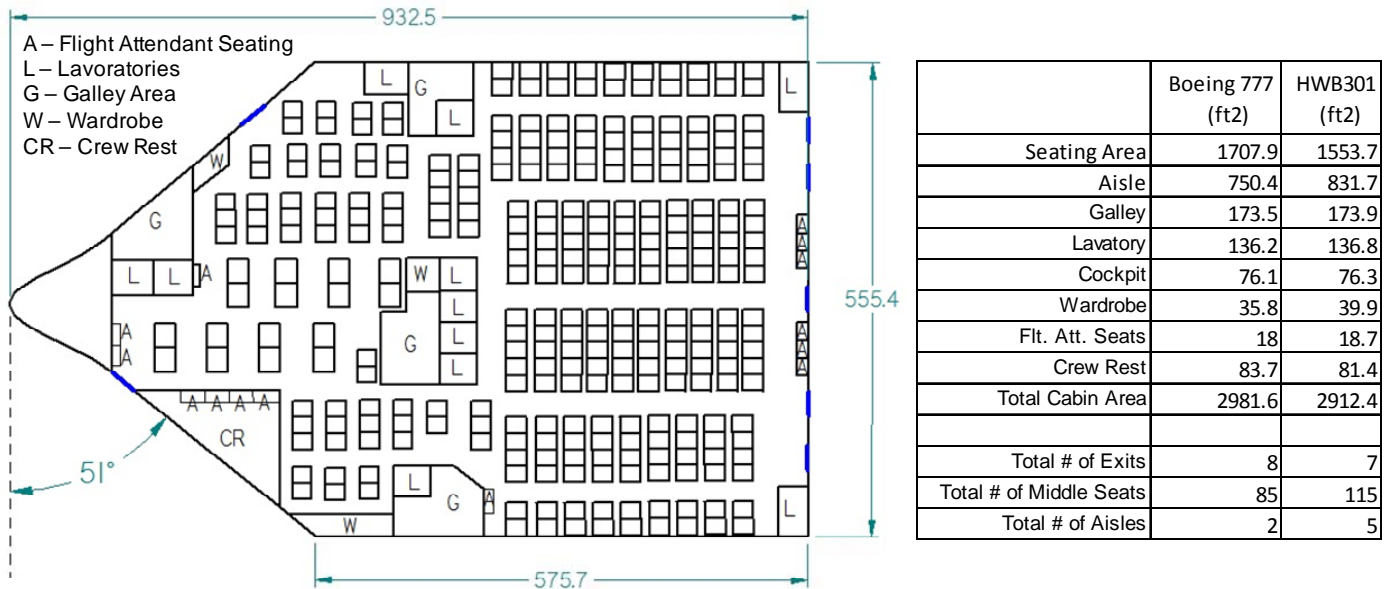 932.5
A – Flight Attendant Seating
L – Lavoratories
G – Galley Area
W – Wardrobe
CR – Crew Rest
L
G
L
L
W
G
L
L
A
W
L
A
A
A
L
555.4
A
A
G
L
L
A
A
A
A
A
A
A
CR
51°
L
G
A
L
W
575.7
Boeing 777 (ft2) HWB301 (ft2)
Seating Area 1707.9 1553.7
Aisle 750.4 831.7
Galley 173.5 173.9
Lavatory 136.2 136.8
Cockpit 76.1 76.3
Wardrobe 35.8 39.9
Flt. Att. Seats 18 18.7
Crew Rest 83.7 81.4
Total Cabin Area 2981.6 2912.4
Total # of Exits 8 7
Total # of Middle Seats 85 115
Total # of Aisles 2 5